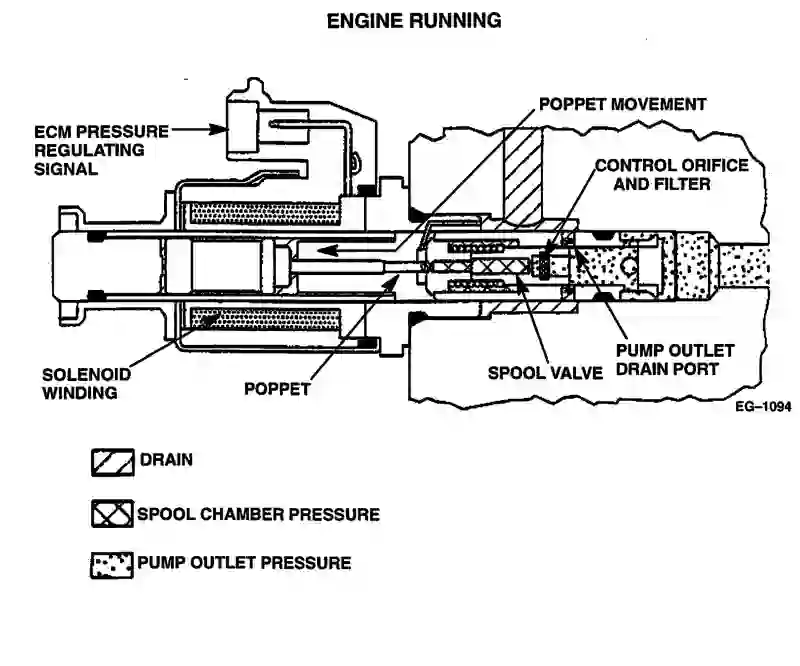 ENGINE RUNNING
POPPET MOVEMENT
ECM PRESSURE
REGULATING
SIGNAL
CONTROL ORIFICE
AND FILTER
SOLENOID
WINDING
POPPET
SPOOL VALVE
PUMP OUTLET
DRAIN PORT
EG–1094
DRAIN
SPOOL CHAMBER PRESSURE
PUMP OUTLET PRESSURE